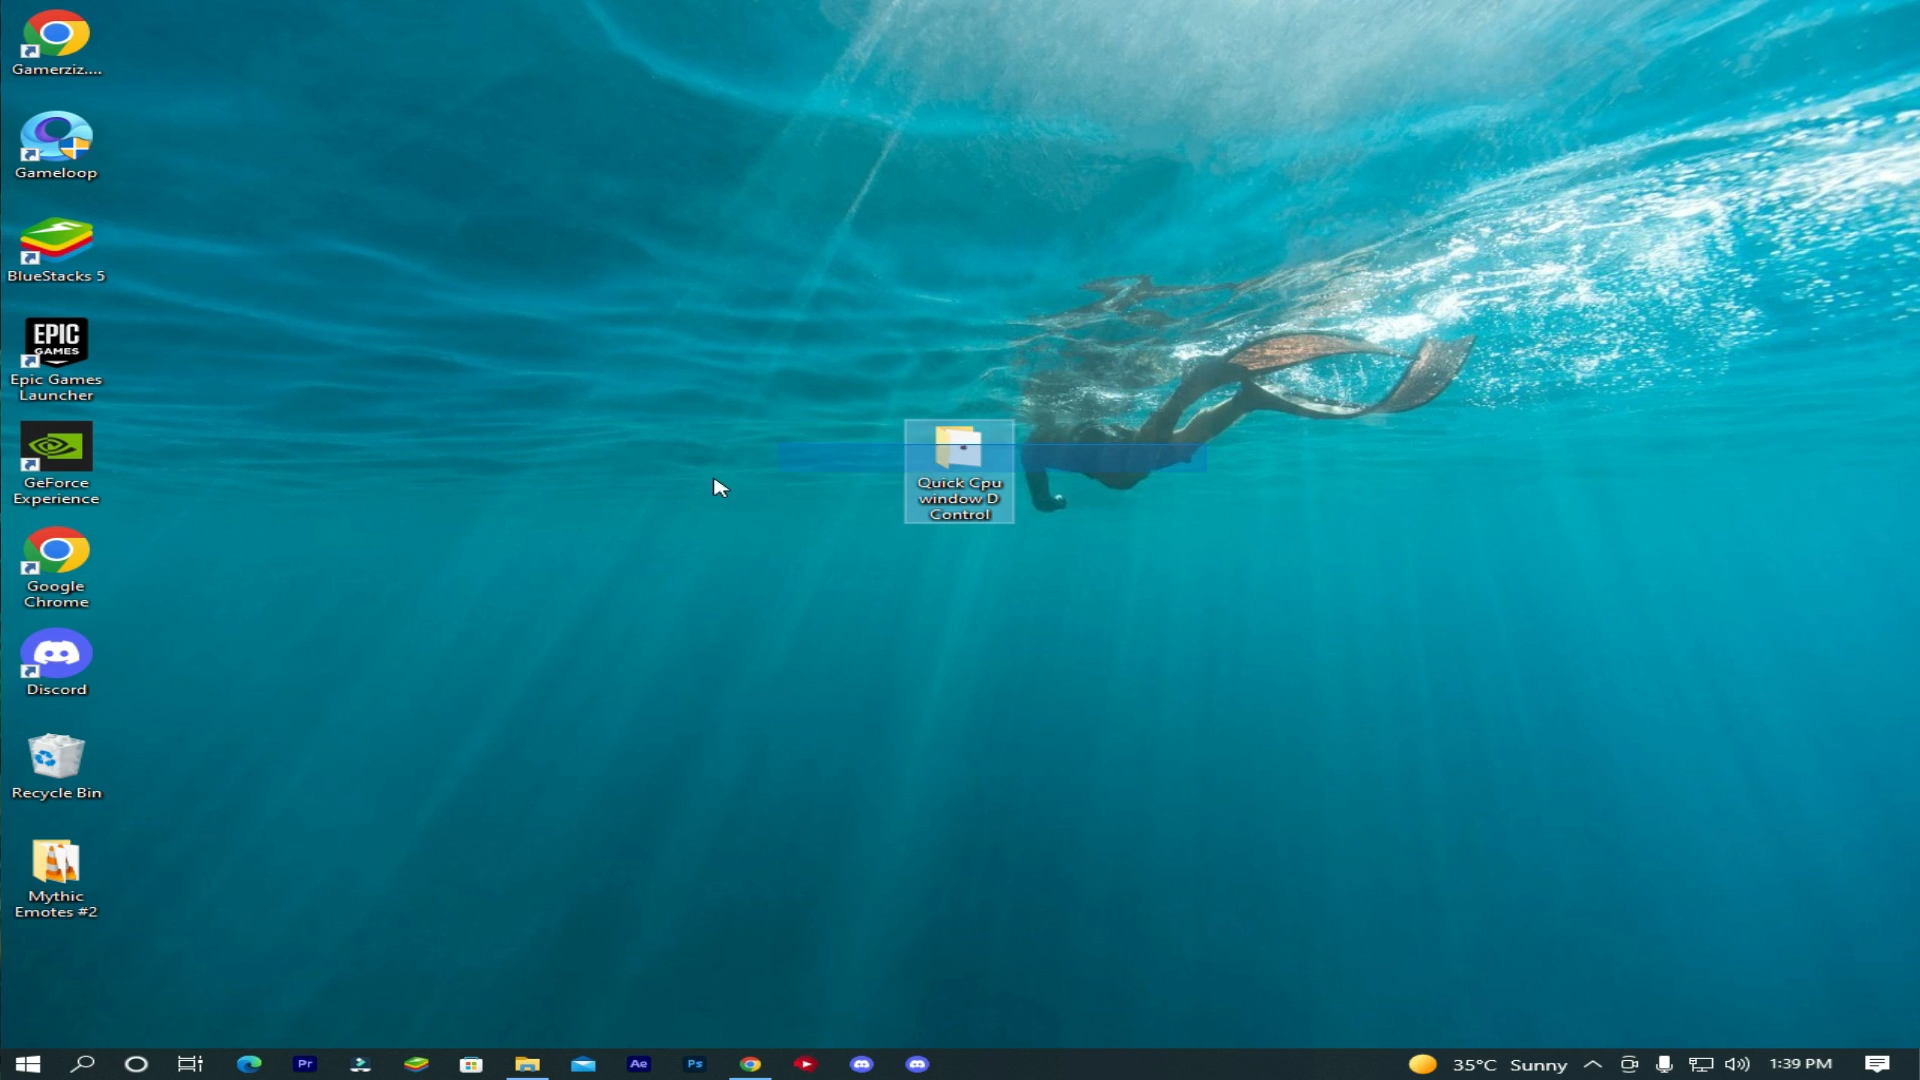 Gamerziz....
Gameloop
BlueStacks 5
EPIC
GAMES
Epic Games
Launcher
GeForce
Experience
Google
Chrome
Discord
Recycle Bin
Mythic
Emotes #2
Quick Cpu
window D
Control
Pr
Ae
Ps
35°C Sunny
1:39 PM